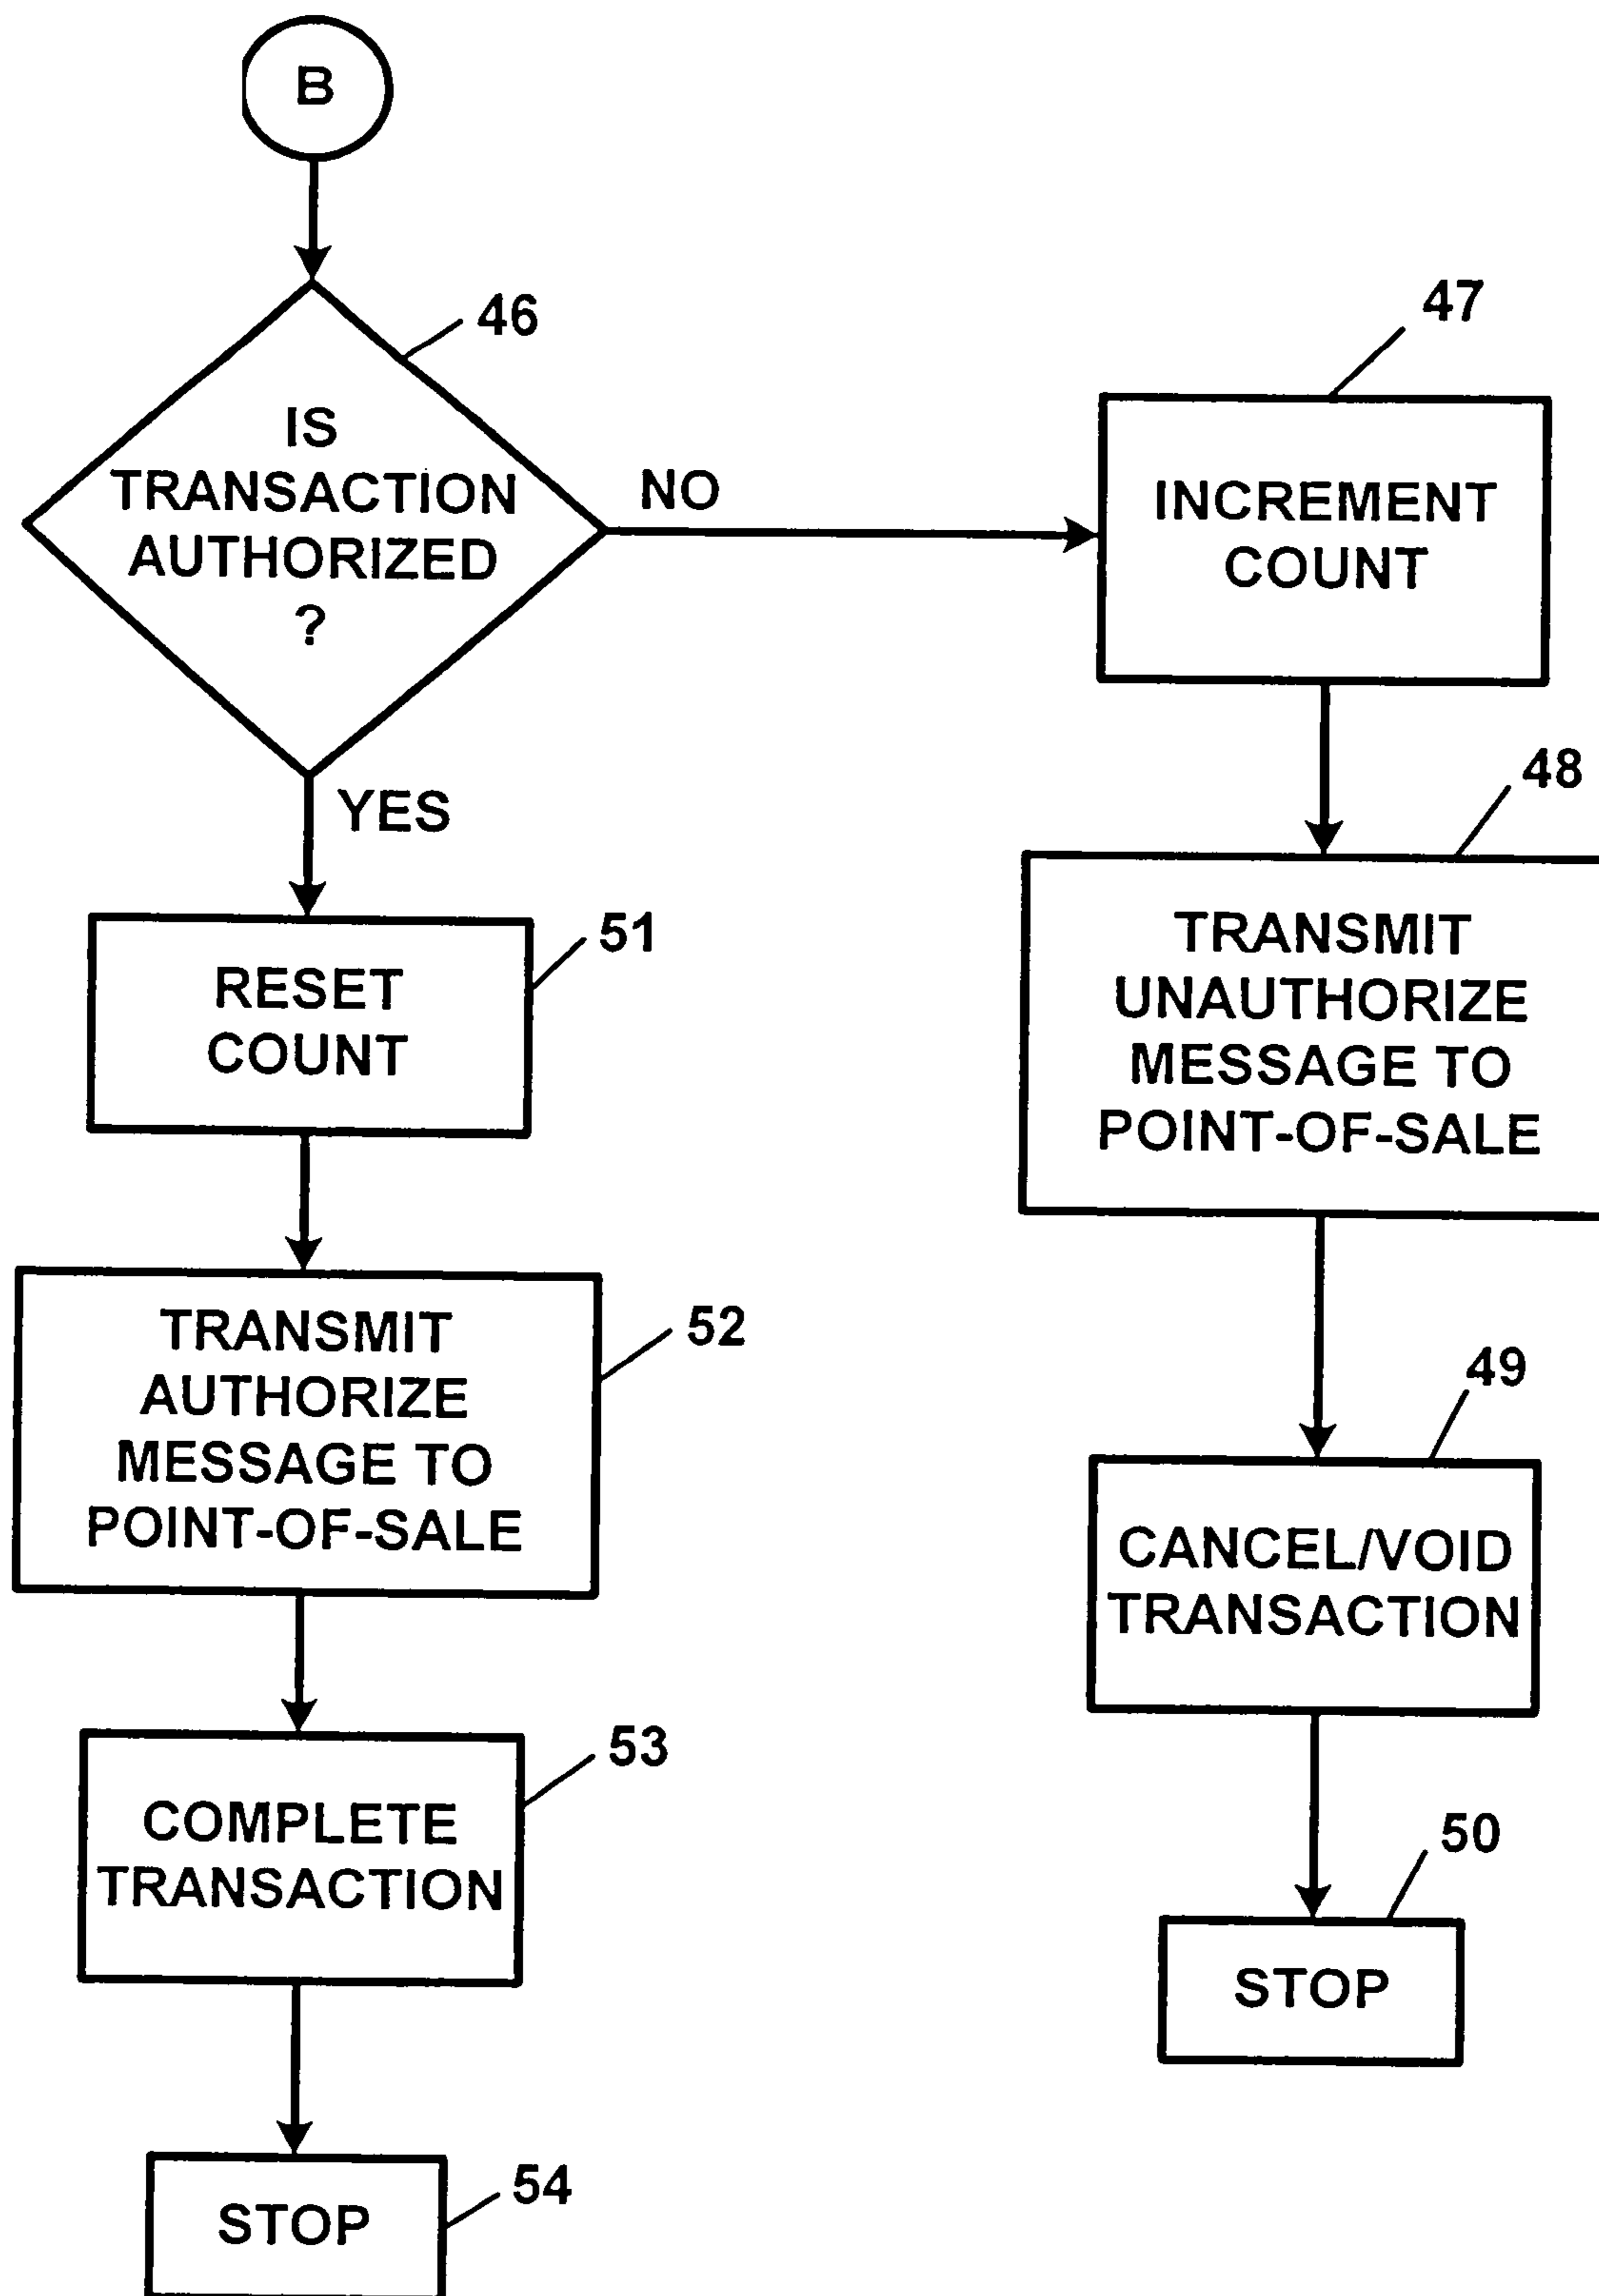 B
46
IS
TRANSACTION
AUTHORIZED
?
NO
YES
47
INCREMENT
COUNT
48
TRANSMIT
UNAUTHORIZE
MESSAGE TO
POINT-OF-SALE
49
CANCEL/VOID
TRANSACTION
50
STOP
51
RESET
COUNT
52
TRANSMIT
AUTHORIZE
MESSAGE TO
POINT-OF-SALE
53
COMPLETE
TRANSACTION
54
STOP